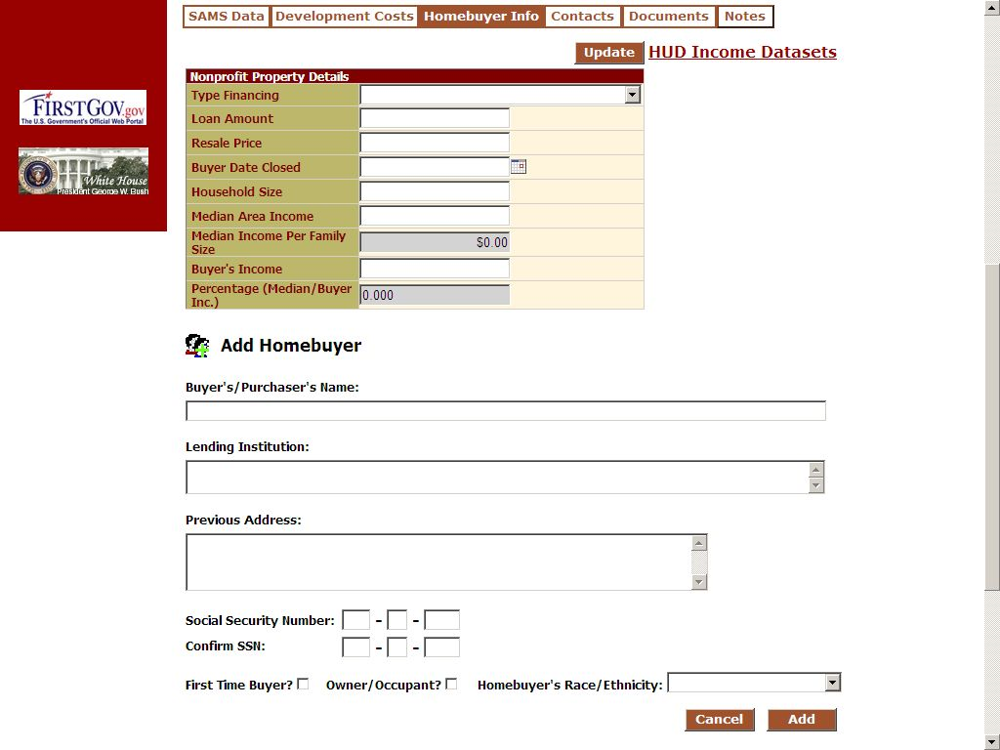 SAMS Data Development Costs Homebuyer Info Contacts Documents Notes
Update HUD Income Datasets
Nonprofit Property Details
Type Financing
Loan Amount
Resale Price
Buyer Date Closed
Household Size
Median Area Income
Median Income Per Family
Size
$0.00
Buyer's Income
Percentage (Median/Buyer
Inc.)
0.000
FIRSTGOV.gov
The U.S. Government's Official Web Portal
White House
President George W. Bush
Add Homebuyer
Buyer's/Purchaser's Name:
Lending Institution:
Previous Address:
Social Security Number: - -
Confirm SSN: - -
First Time Buyer? Owner/Occupant? Homebuyer's Race/Ethnicity:
Cancel Add